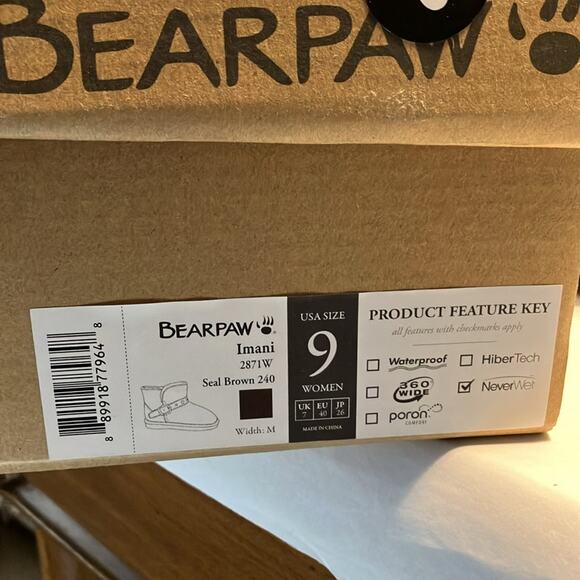 BEARPAW
8 89918 77964 8
BEARPAW
Imani
2871W
Seal Brown 240
Width: M
USA SIZE
9
WOMEN
UK EU JP
7 40 26
MADE IN CHINA
PRODUCT FEATURE KEY
all features with checkmarks apply
Waterproof
HiberTech
360
WIDE
NeverWet
poron
COMFORT